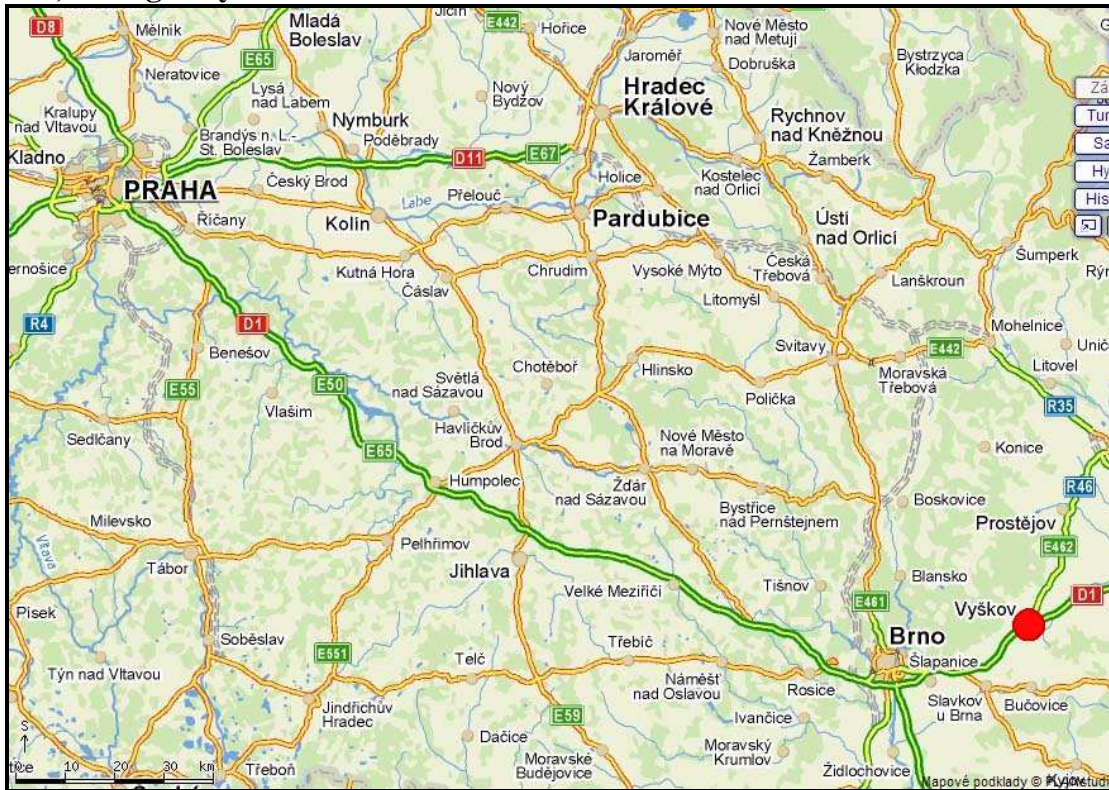 D8
Mělník
Mladá
Boleslav
Jičín
E442
Hořice
Jaroměř
Nové Město
nad Metují
Dobruška
Bystrzyca
Kłodzka
E65
Neratovice
Lysá
nad Labem
Nový
Bydžov
Hradec
Králové
Kralupy
nad Vltavou
Brandýs n. L.-
St. Boleslav
Nymburk
Poděbrady
D11
E67
Rychnov
nad Kněžnou
Žamberk
Kladno
PRAHA
Český Brod
Přelouč
Holice
Kostelec
nad Orlicí
Labe
Říčany
Kolín
Pardubice
Ústí
nad Orlicí
Kutná Hora
Čáslav
Chrudim
Vysoké Mýto
Česká
Třebová
Lanškroun
Šumperk
Litomyšl
R4
D1
Mohelnice
Benešov
Svitavy
E442
Litovel
Moravská
Třebová
Chotěboř
Hlinsko
E50
Světlá
nad Sázavou
E55
Vlašim
Polička
R35
Sedlčany
Havlíčkův
Brod
Nové Město
na Moravě
Konice
E65
Humpolec
Žďár
nad Sázavou
Bystřice
nad Pernštejnem
Boskovice
R46
Prostějov
Milevsko
Vltava
Pelhřimov
E462
Tábor
Jihlava
Velké Meziříčí
Tišnov
Blansko
D1
E461
Vyškov
Písek
Soběslav
Třebíč
Brno
Šlapanice
E551
Telč
Týn nad Vltavou
Náměšť
nad Oslavou
Rosice
Slavkov
u Brna
Bučovice
Jindřichův
Hradec
E59
Ivančice
Dačice
Moravské
Budějovice
Moravský
Krumlov
Židlochovice
S
0 10 20 30 km
Třeboň
Kyjov
Mapové podklady ©